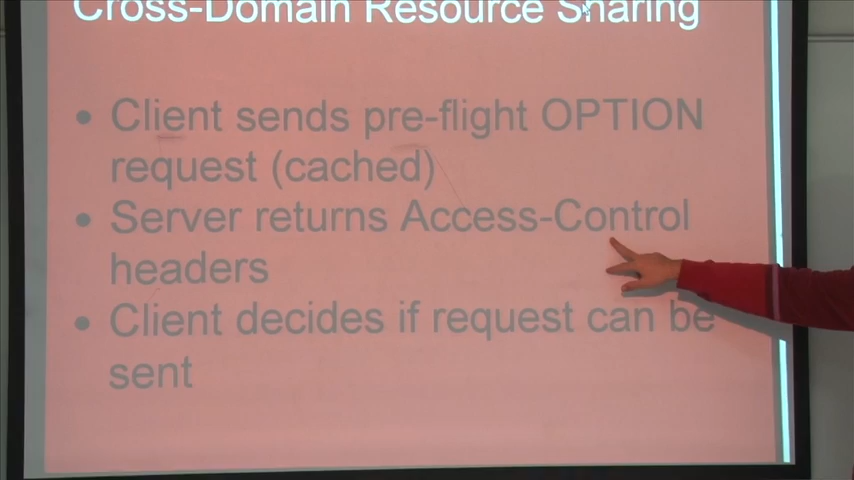 Cross-Domain Resource Sharing
• Client sends pre-flight OPTION
request (cached)
• Server returns Access-Control
headers
• Client decides if request can be
sent